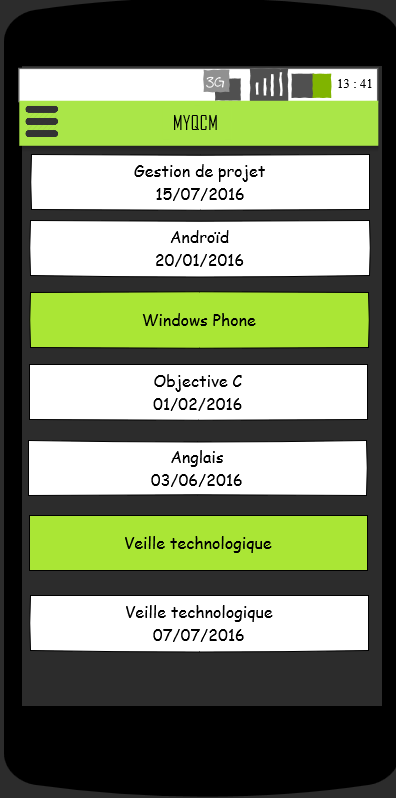 3G
13 : 41
MYQCM
Gestion de projet
15/07/2016
Androïd
20/01/2016
Windows Phone
Objective C
01/02/2016
Anglais
03/06/2016
Veille technologique
Veille technologique
07/07/2016